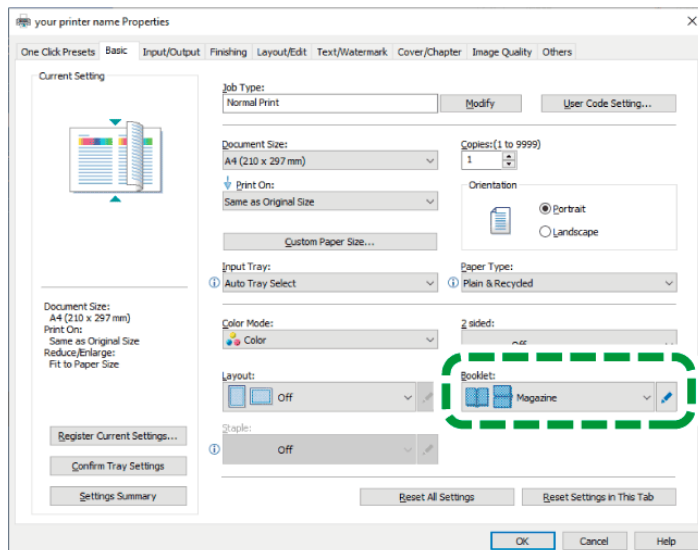 your printer name Properties
One Click Presets Basic Input/Output Finishing Layout/Edit Text/Watermark Cover/Chapter Image Quality Others
Current Setting
Job Type:
Normal Print
Modify
User Code Setting...
Document Size:
A4 (210 x 297 mm)
Copies:(1 to 9999)
1
Print On:
Same as Original Size
Orientation
Portrait
Landscape
Custom Paper Size...
Input Tray:
Auto Tray Select
Paper Type:
Plain & Recycled
Document Size:
A4 (210 x 297 mm)
Print On:
Same as Original Size
Reduce/Enlarge:
Fit to Paper Size
Color Mode:
Color
2 sided:
Off
Layout:
Off
Booklet:
Magazine
Staple:
Off
Register Current Settings...
Confirm Tray Settings
Settings Summary
Reset All Settings
Reset Settings in This Tab
OK
Cancel
Help